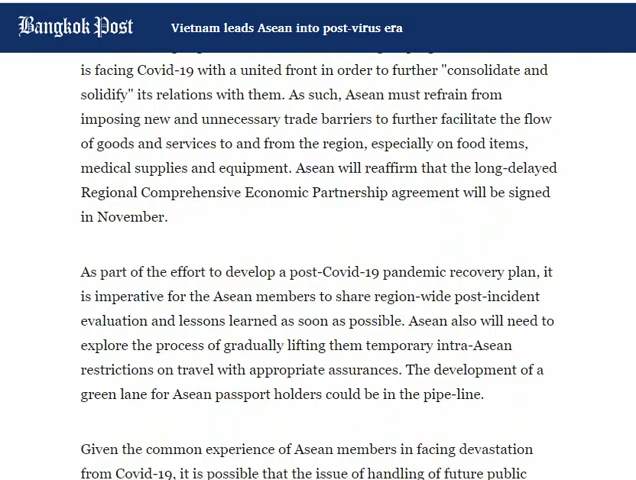 Bangkok Post
Vietnam leads Asean into post-virus era
is facing Covid-19 with a united front in order to further "consolidate and
solidify" its relations with them. As such, Asean must refrain from
imposing new and unnecessary trade barriers to further facilitate the flow
of goods and services to and from the region, especially on food items,
medical supplies and equipment. Asean will reaffirm that the long-delayed
Regional Comprehensive Economic Partnership agreement will be signed
in November.
As part of the effort to develop a post-Covid-19 pandemic recovery plan, it
is imperative for the Asean members to share region-wide post-incident
evaluation and lessons learned as soon as possible. Asean also will need to
explore the process of gradually lifting them temporary intra-Asean
restrictions on travel with appropriate assurances. The development of a
green lane for Asean passport holders could be in the pipe-line.
Given the common experience of Asean members in facing devastation
from Covid-19, it is possible that the issue of handling of future public